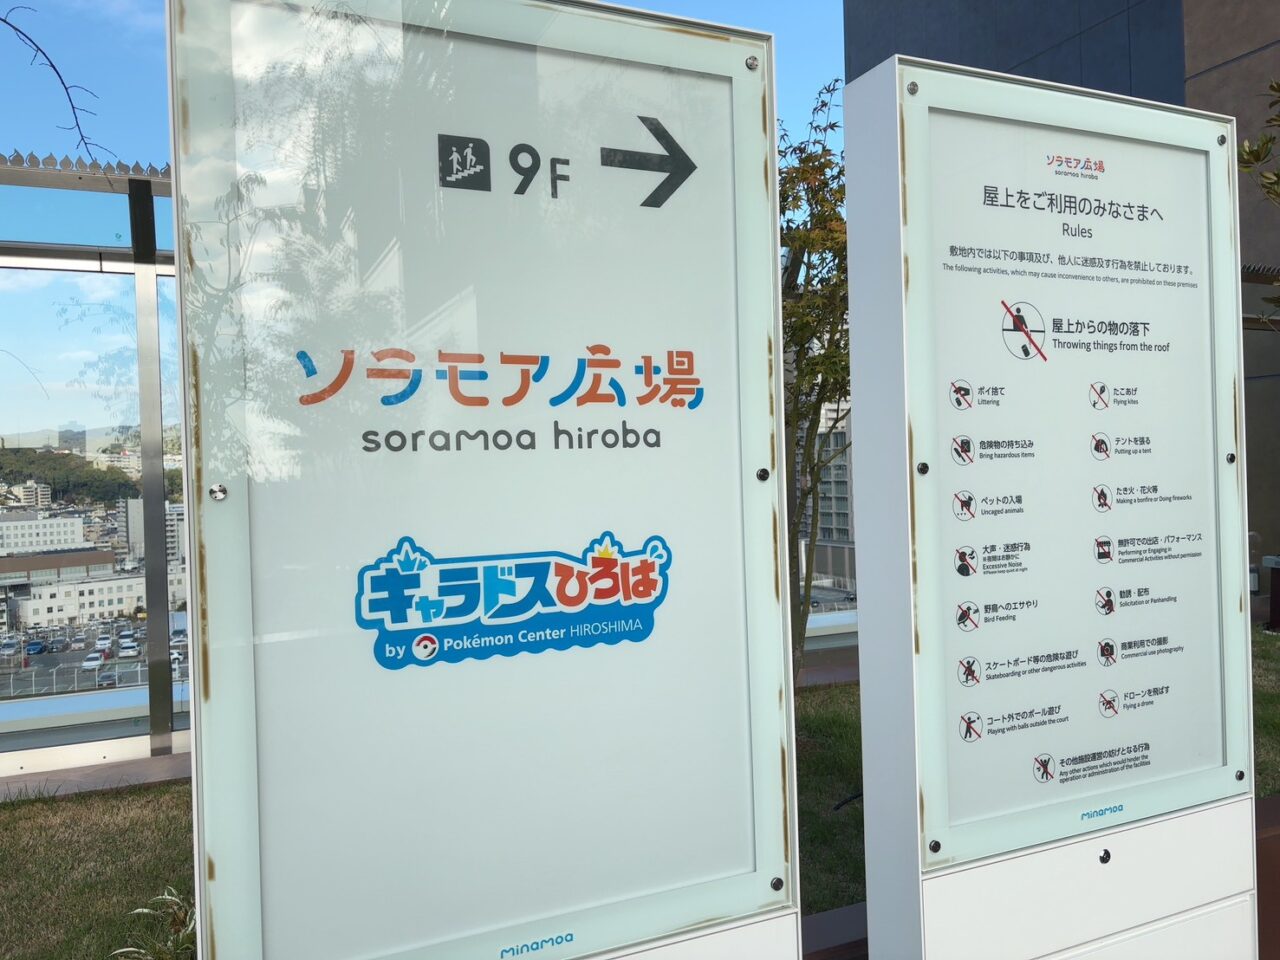 9F
ソラモア広場
soramoa hiroba
ギャラドスひろば
by Pokémon Center HIROSHIMA
minamoa
ソラモア広場
soramoa hiroba
屋上をご利用のみなさまへ
Rules
敷地内では以下の事項及び、他人に迷惑及す行為を禁止しております。
The following activities, which may cause inconvenience to others, are prohibited on these premises
屋上からの物の落下
Throwing things from the roof
ポイ捨て
Littering
たこあげ
Flying kites
危険物の持ち込み
Bring hazardous items
テントを張る
Putting up a tent
ペットの入場
Uncaged animals
たき火・花火等
Making a bonfire or Doing fireworks
大声・迷惑行為
※夜間はお静かに
Excessive Noise
※Please keep quiet at night
無許可での出店・パフォーマンス
Performing or Engaging in
Commercial Activities without permission
野鳥へのエサやり
Bird Feeding
勧誘・配布
Solicitation or Panhandling
スケートボード等の危険な遊び
Skateboarding or other dangerous activities
商業利用での撮影
Commercial use photography
コート外でのボール遊び
Playing with balls outside the court
ドローンを飛ばす
Flying a drone
その他施設運営の妨げとなる行為
Any other actions which would hinder the
operation or administration of the facilities
minamoa